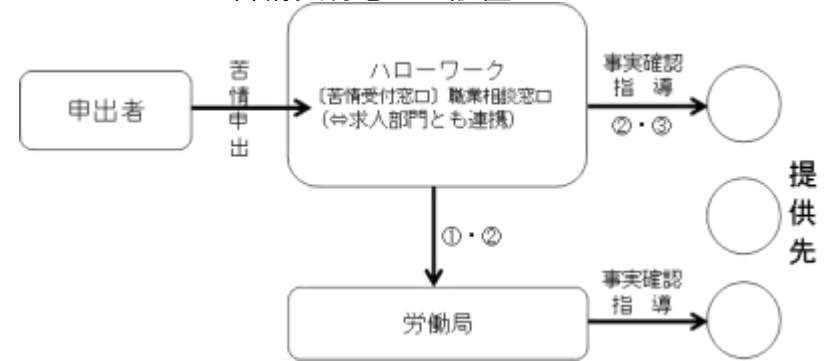 申出者
苦情申出
ハローワーク
〔苦情受付窓口〕職業相談窓口
(⇔求人部門とも連携)
事実確認
指 導
②・③
①・②
労働局
事実確認
指 導
提供先